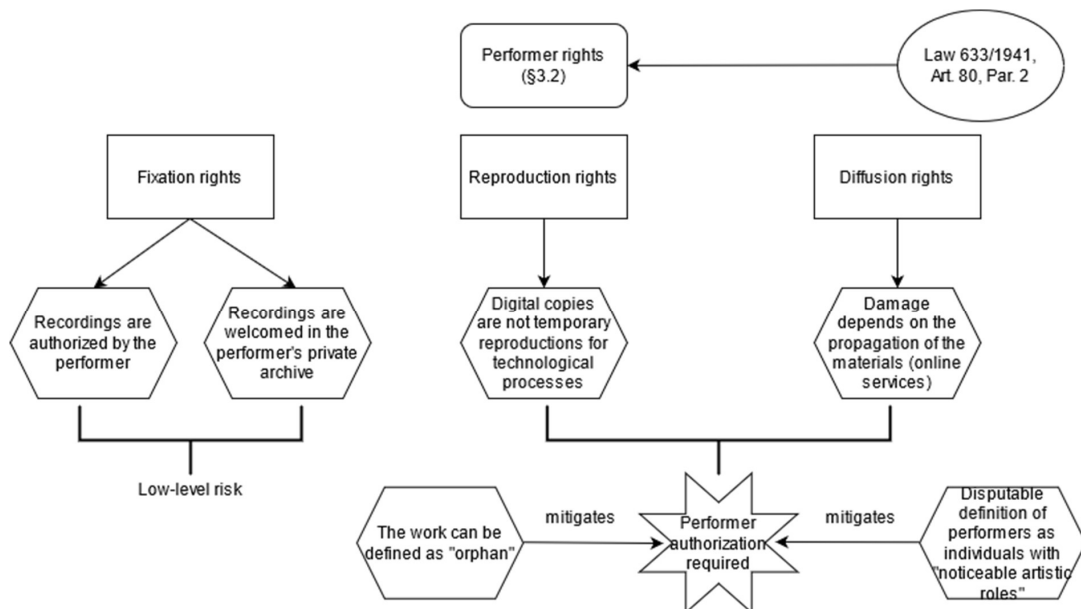 Performer rights
(§3.2)
Law 633/1941,
Art. 80, Par. 2
Fixation rights
Reproduction rights
Diffusion rights
Recordings are
authorized by the
performer
Recordings are
welcomed in the
performer's private
archive
Digital copies
are not temporary
reproductions for
technological
processes
Damage
depends on the
propagation of the
materials (online
services)
Low-level risk
The work can be
defined as "orphan"
mitigates
Performer
authorization
required
mitigates
Disputable
definition of
performers as
individuals with
"noticeable artistic
roles"